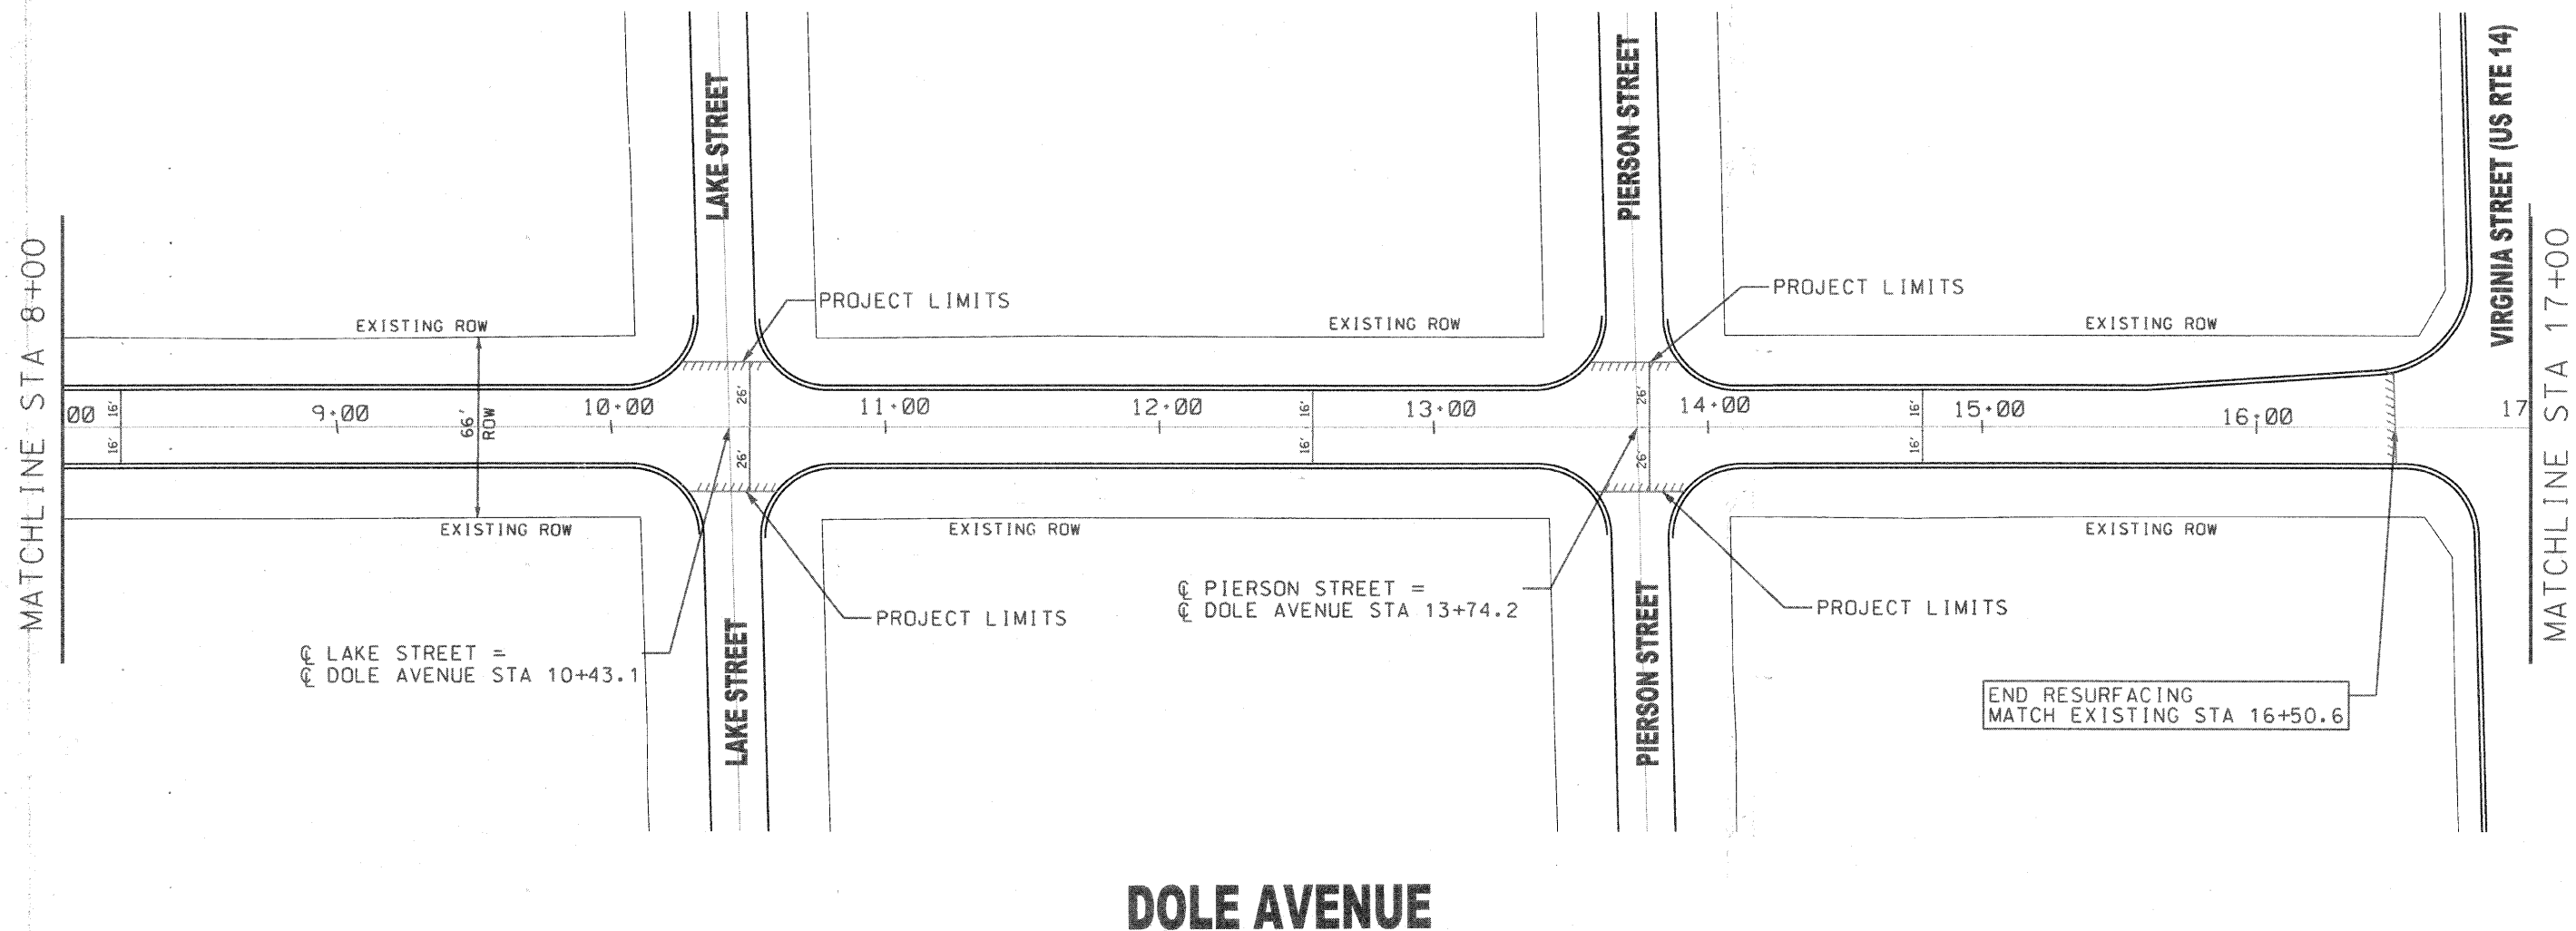 LAKE STREET
PIERSON STREET
VIRGINIA STREET (US RTE 14)
MATCHLINE STA 8+00
MATCHLINE STA 17+00
PROJECT LIMITS
PROJECT LIMITS
EXISTING ROW
EXISTING ROW
EXISTING ROW
00
16'
16'
9+00
66'
ROW
10+00
26'
26'
11+00
12+00
16'
16'
13+00
26'
26'
14+00
16'
16'
15+00
16+00
17
EXISTING ROW
EXISTING ROW
EXISTING ROW
℄ PIERSON STREET =
℄ DOLE AVENUE STA 13+74.2
PROJECT LIMITS
PROJECT LIMITS
℄ LAKE STREET =
℄ DOLE AVENUE STA 10+43.1
LAKE STREET
PIERSON STREET
END RESURFACING
MATCH EXISTING STA 16+50.6
DOLE AVENUE